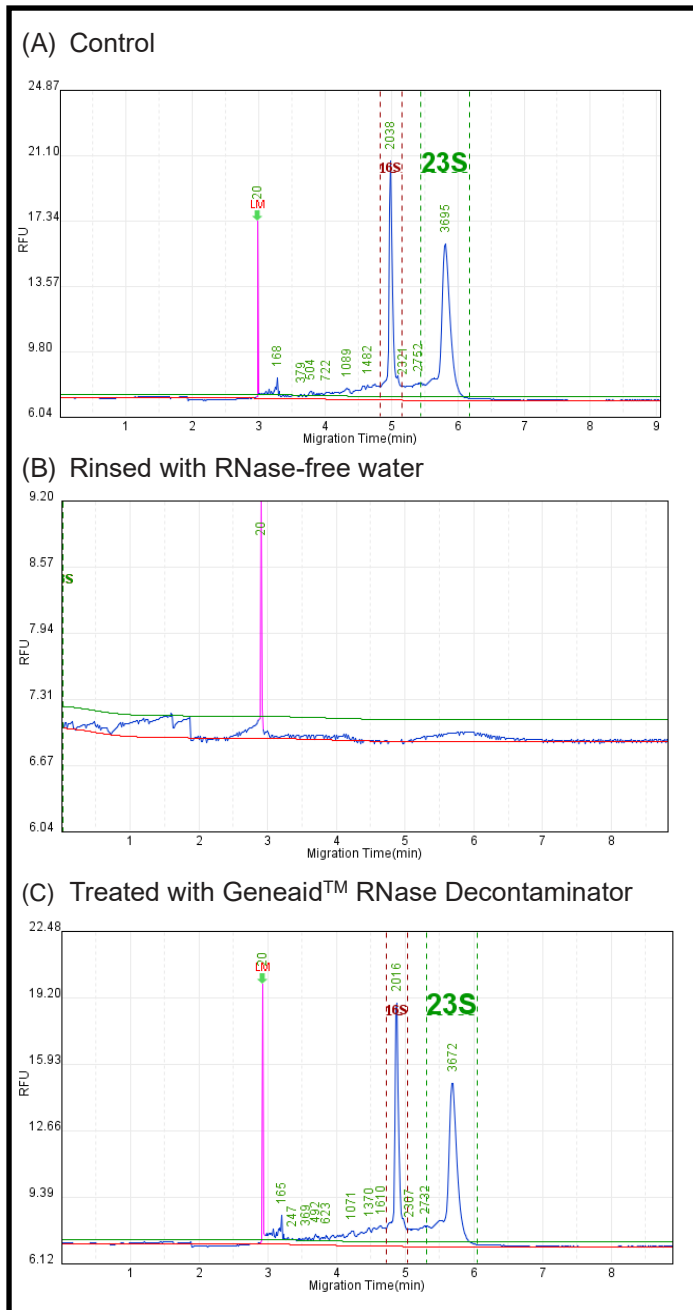 (A) Control
24.87
21.10
17.34
13.57
9.80
6.04
RFU
20
LM
168
379
504
722
1089
1482
2038
16S
2321
2752
23S
3695
1 2 3 4 5 6 7 8 9
Migration Time(min)
(B) Rinsed with RNase-free water
9.20
8.57
7.94
7.31
6.67
6.04
RFU
S
20
1 2 3 4 5 6 7 8
Migration Time(min)
(C) Treated with Geneaid™ RNase Decontaminator
22.48
19.20
15.93
12.66
9.39
6.12
RFU
20
LM
165
247
369
492
623
1071
1370
1610
2016
16S
2307
2732
23S
3672
1 2 3 4 5 6 7 8
Migration Time(min)